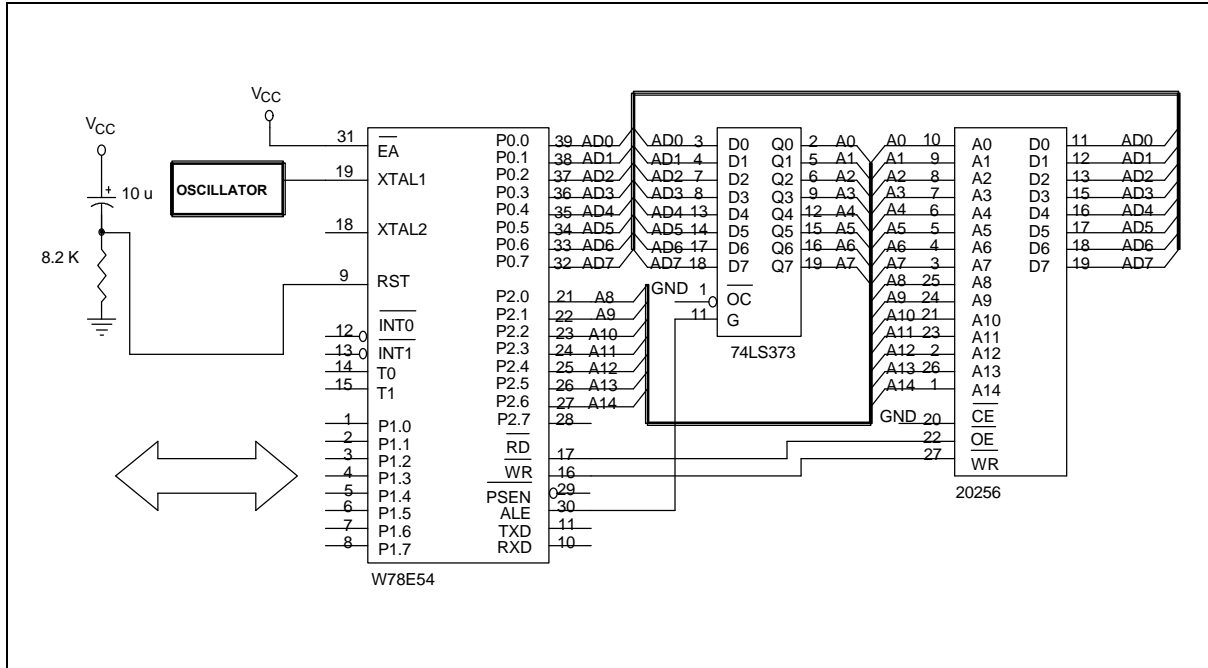 VCC
VCC
10 u
8.2 K
OSCILLATOR
31 EA
19 XTAL1
18 XTAL2
9 RST
12 INT0
13 INT1
14 T0
15 T1
1 P1.0
2 P1.1
3 P1.2
4 P1.3
5 P1.4
6 P1.5
7 P1.6
8 P1.7
P0.0 39 AD0
P0.1 38 AD1
P0.2 37 AD2
P0.3 36 AD3
P0.4 35 AD4
P0.5 34 AD5
P0.6 33 AD6
P0.7 32 AD7
P2.0 21 A8
P2.1 22 A9
P2.2 23 A10
P2.3 24 A11
P2.4 25 A12
P2.5 26 A13
P2.6 27 A14
P2.7 28
RD 17
WR 16
PSEN 29
ALE 30
TXD 11
RXD 10
W78E54
AD0 3 D0 Q0 2 A0
AD1 4 D1 Q1 5 A1
AD2 7 D2 Q2 6 A2
AD3 8 D3 Q3 9 A3
AD4 13 D4 Q4 12 A4
AD5 14 D5 Q5 15 A5
AD6 17 D6 Q6 16 A6
AD7 18 D7 Q7 19 A7
GND 1 OC
11 G
74LS373
A0 10 A0 D0 11 AD0
A1 9 A1 D1 12 AD1
A2 8 A2 D2 13 AD2
A3 7 A3 D3 15 AD3
A4 6 A4 D4 16 AD4
A5 5 A5 D5 17 AD5
A6 4 A6 D6 18 AD6
A7 3 A7 D7 19 AD7
A8 25 A8
A9 24 A9
A10 21 A10
A11 23 A11
A12 2 A12
A13 26 A13
A14 1 A14
GND 20 CE
22 OE
27 WR
20256